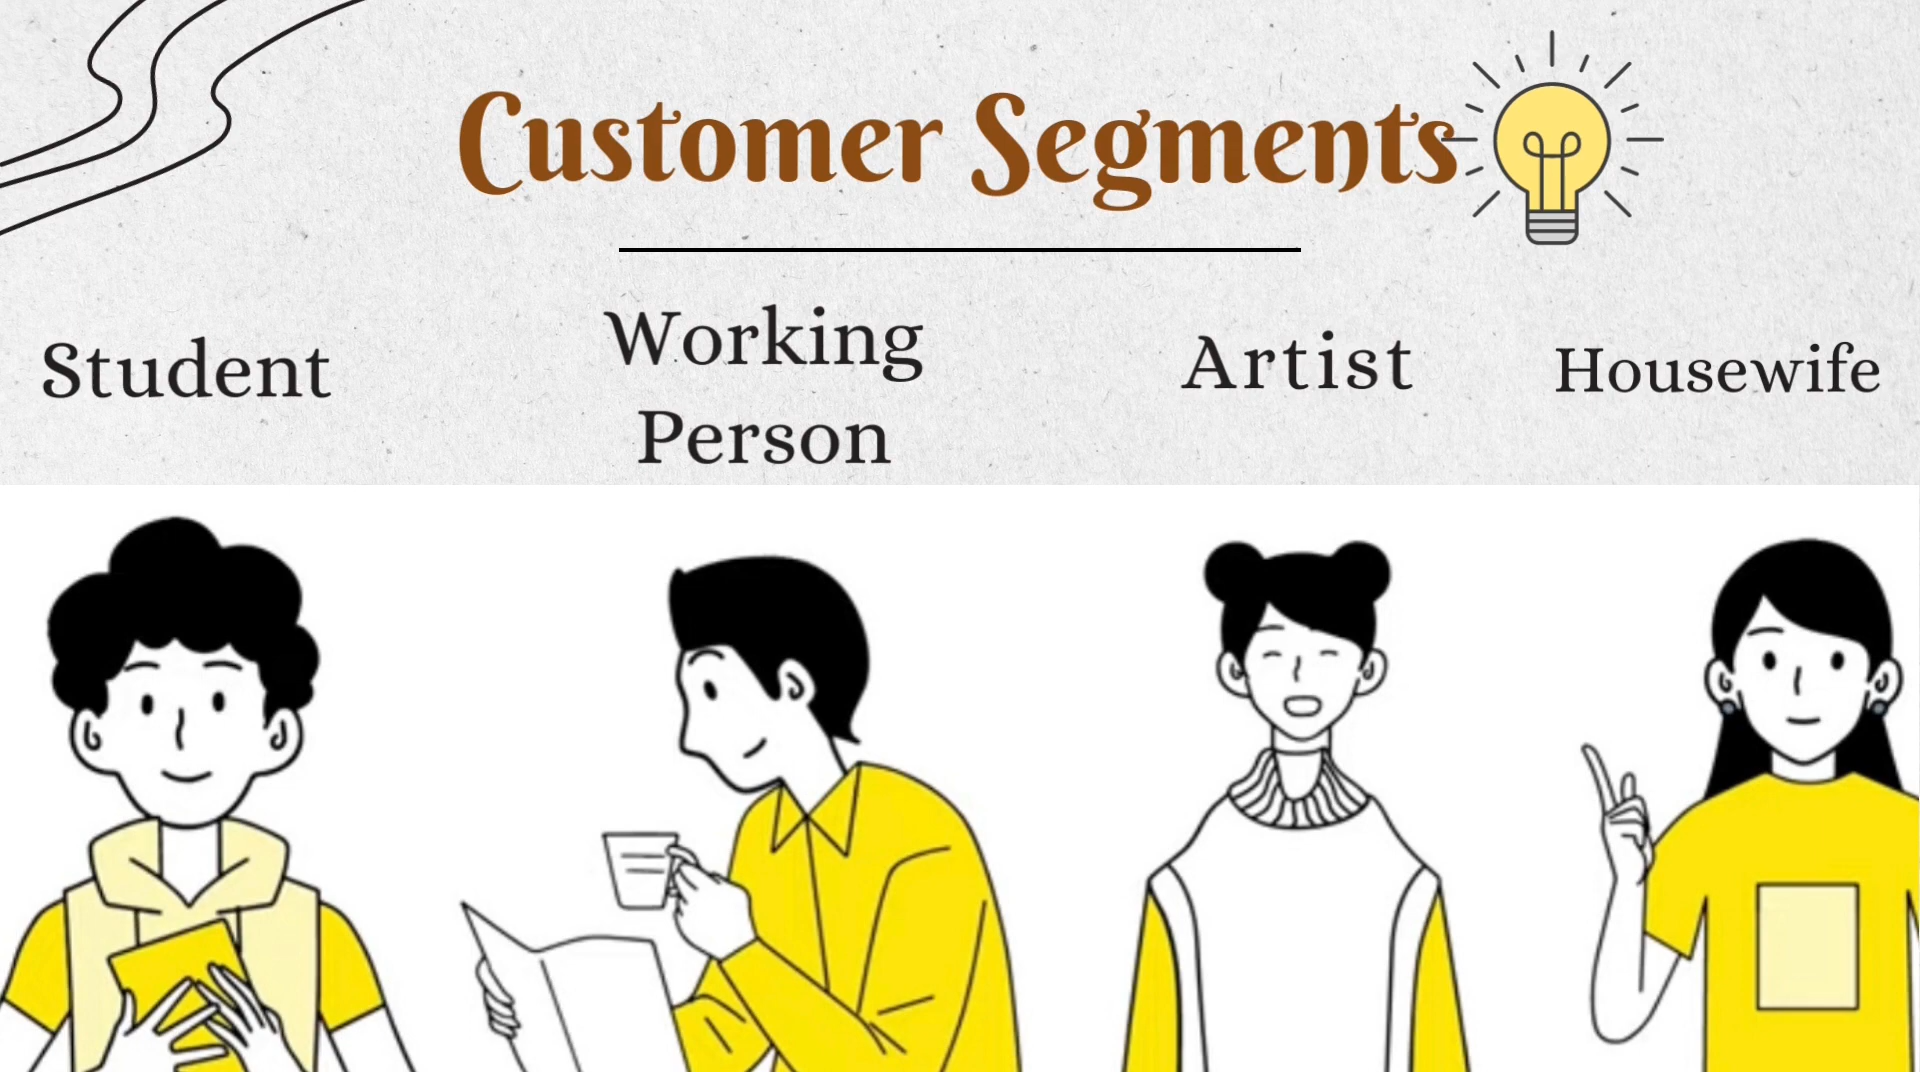 Customer Segments
Student
Working
Person
Artist
Housewife